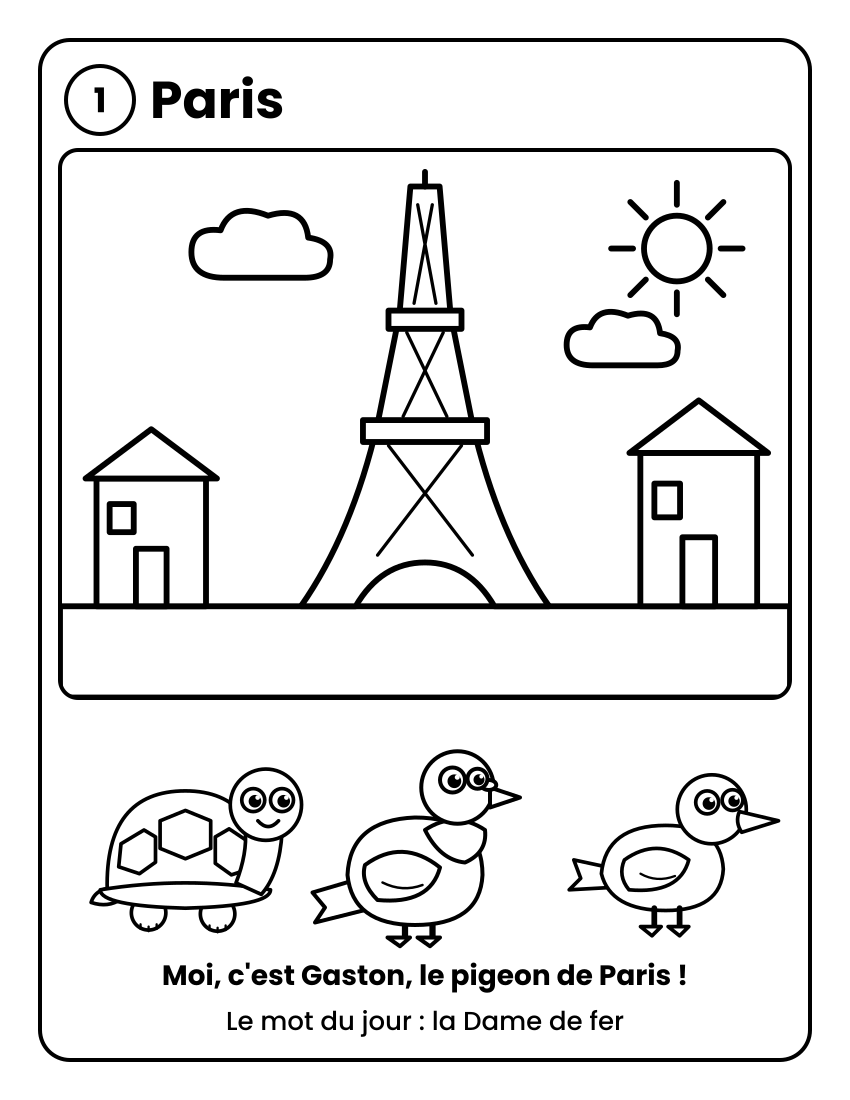 1 Paris
Moi, c'est Gaston, le pigeon de Paris !
Le mot du jour : la Dame de fer